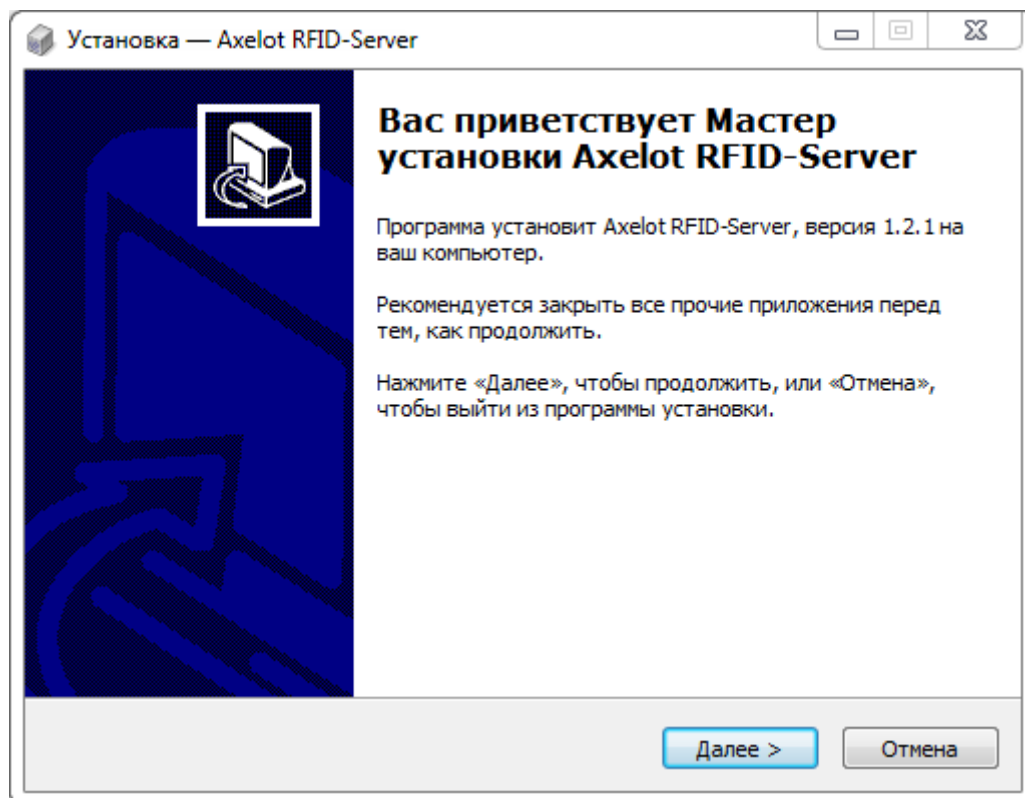 Установка — Axelot RFID-Server
Вас приветствует Мастер
установки Axelot RFID-Server
Программа установит Axelot RFID-Server, версия 1.2.1 на
ваш компьютер.
Рекомендуется закрыть все прочие приложения перед
тем, как продолжить.
Нажмите «Далее», чтобы продолжить, или «Отмена»,
чтобы выйти из программы установки.
Далее >
Отмена